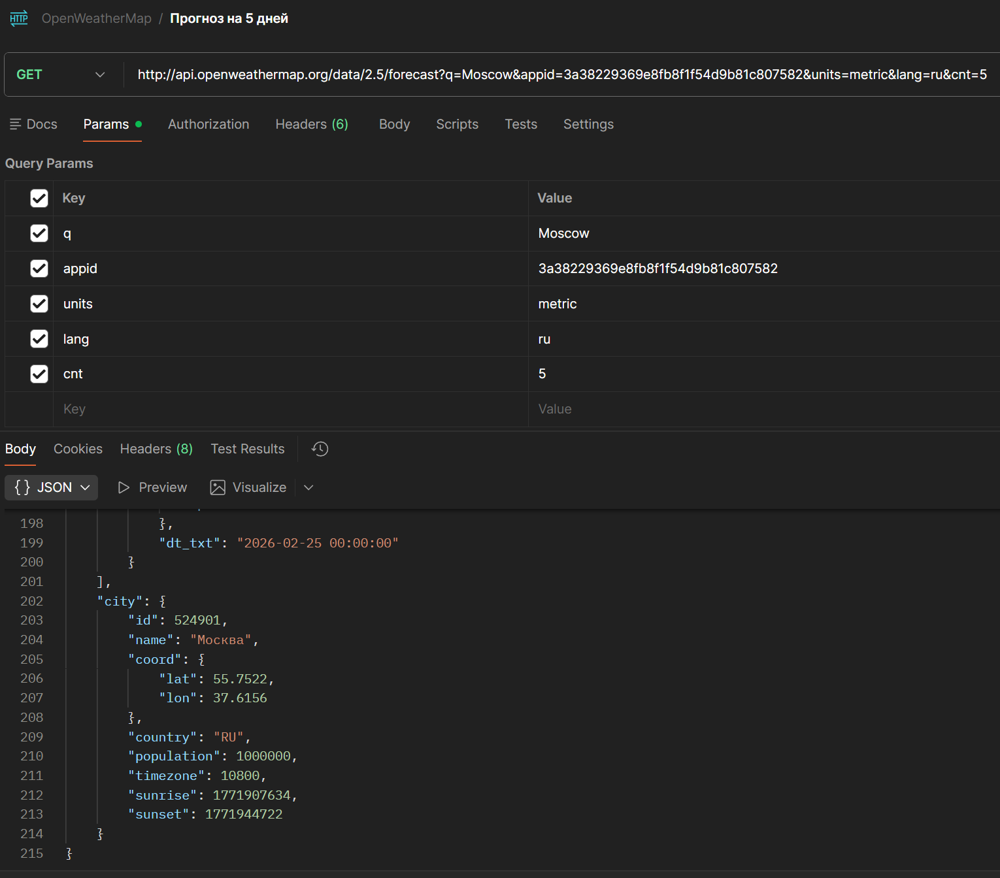 HTTP OpenWeatherMap / Прогноз на 5 дней
GET http://api.openweathermap.org/data/2.5/forecast?q=Moscow&appid=3a38229369e8fb8f1f54d9b81c807582&units=metric&lang=ru&cnt=5
Docs Params Authorization Headers (6) Body Scripts Tests Settings
Query Params
Key Value
q Moscow
appid 3a38229369e8fb8f1f54d9b81c807582
units metric
lang ru
cnt 5
Key Value
Body Cookies Headers (8) Test Results
{} JSON Preview Visualize
198 },
199 "dt_txt": "2026-02-25 00:00:00"
200 }
201 ],
202 "city": {
203 "id": 524901,
204 "name": "Москва",
205 "coord": {
206 "lat": 55.7522,
207 "lon": 37.6156
208 },
209 "country": "RU",
210 "population": 1000000,
211 "timezone": 10800,
212 "sunrise": 1771907634,
213 "sunset": 1771944722
214 }
215 }